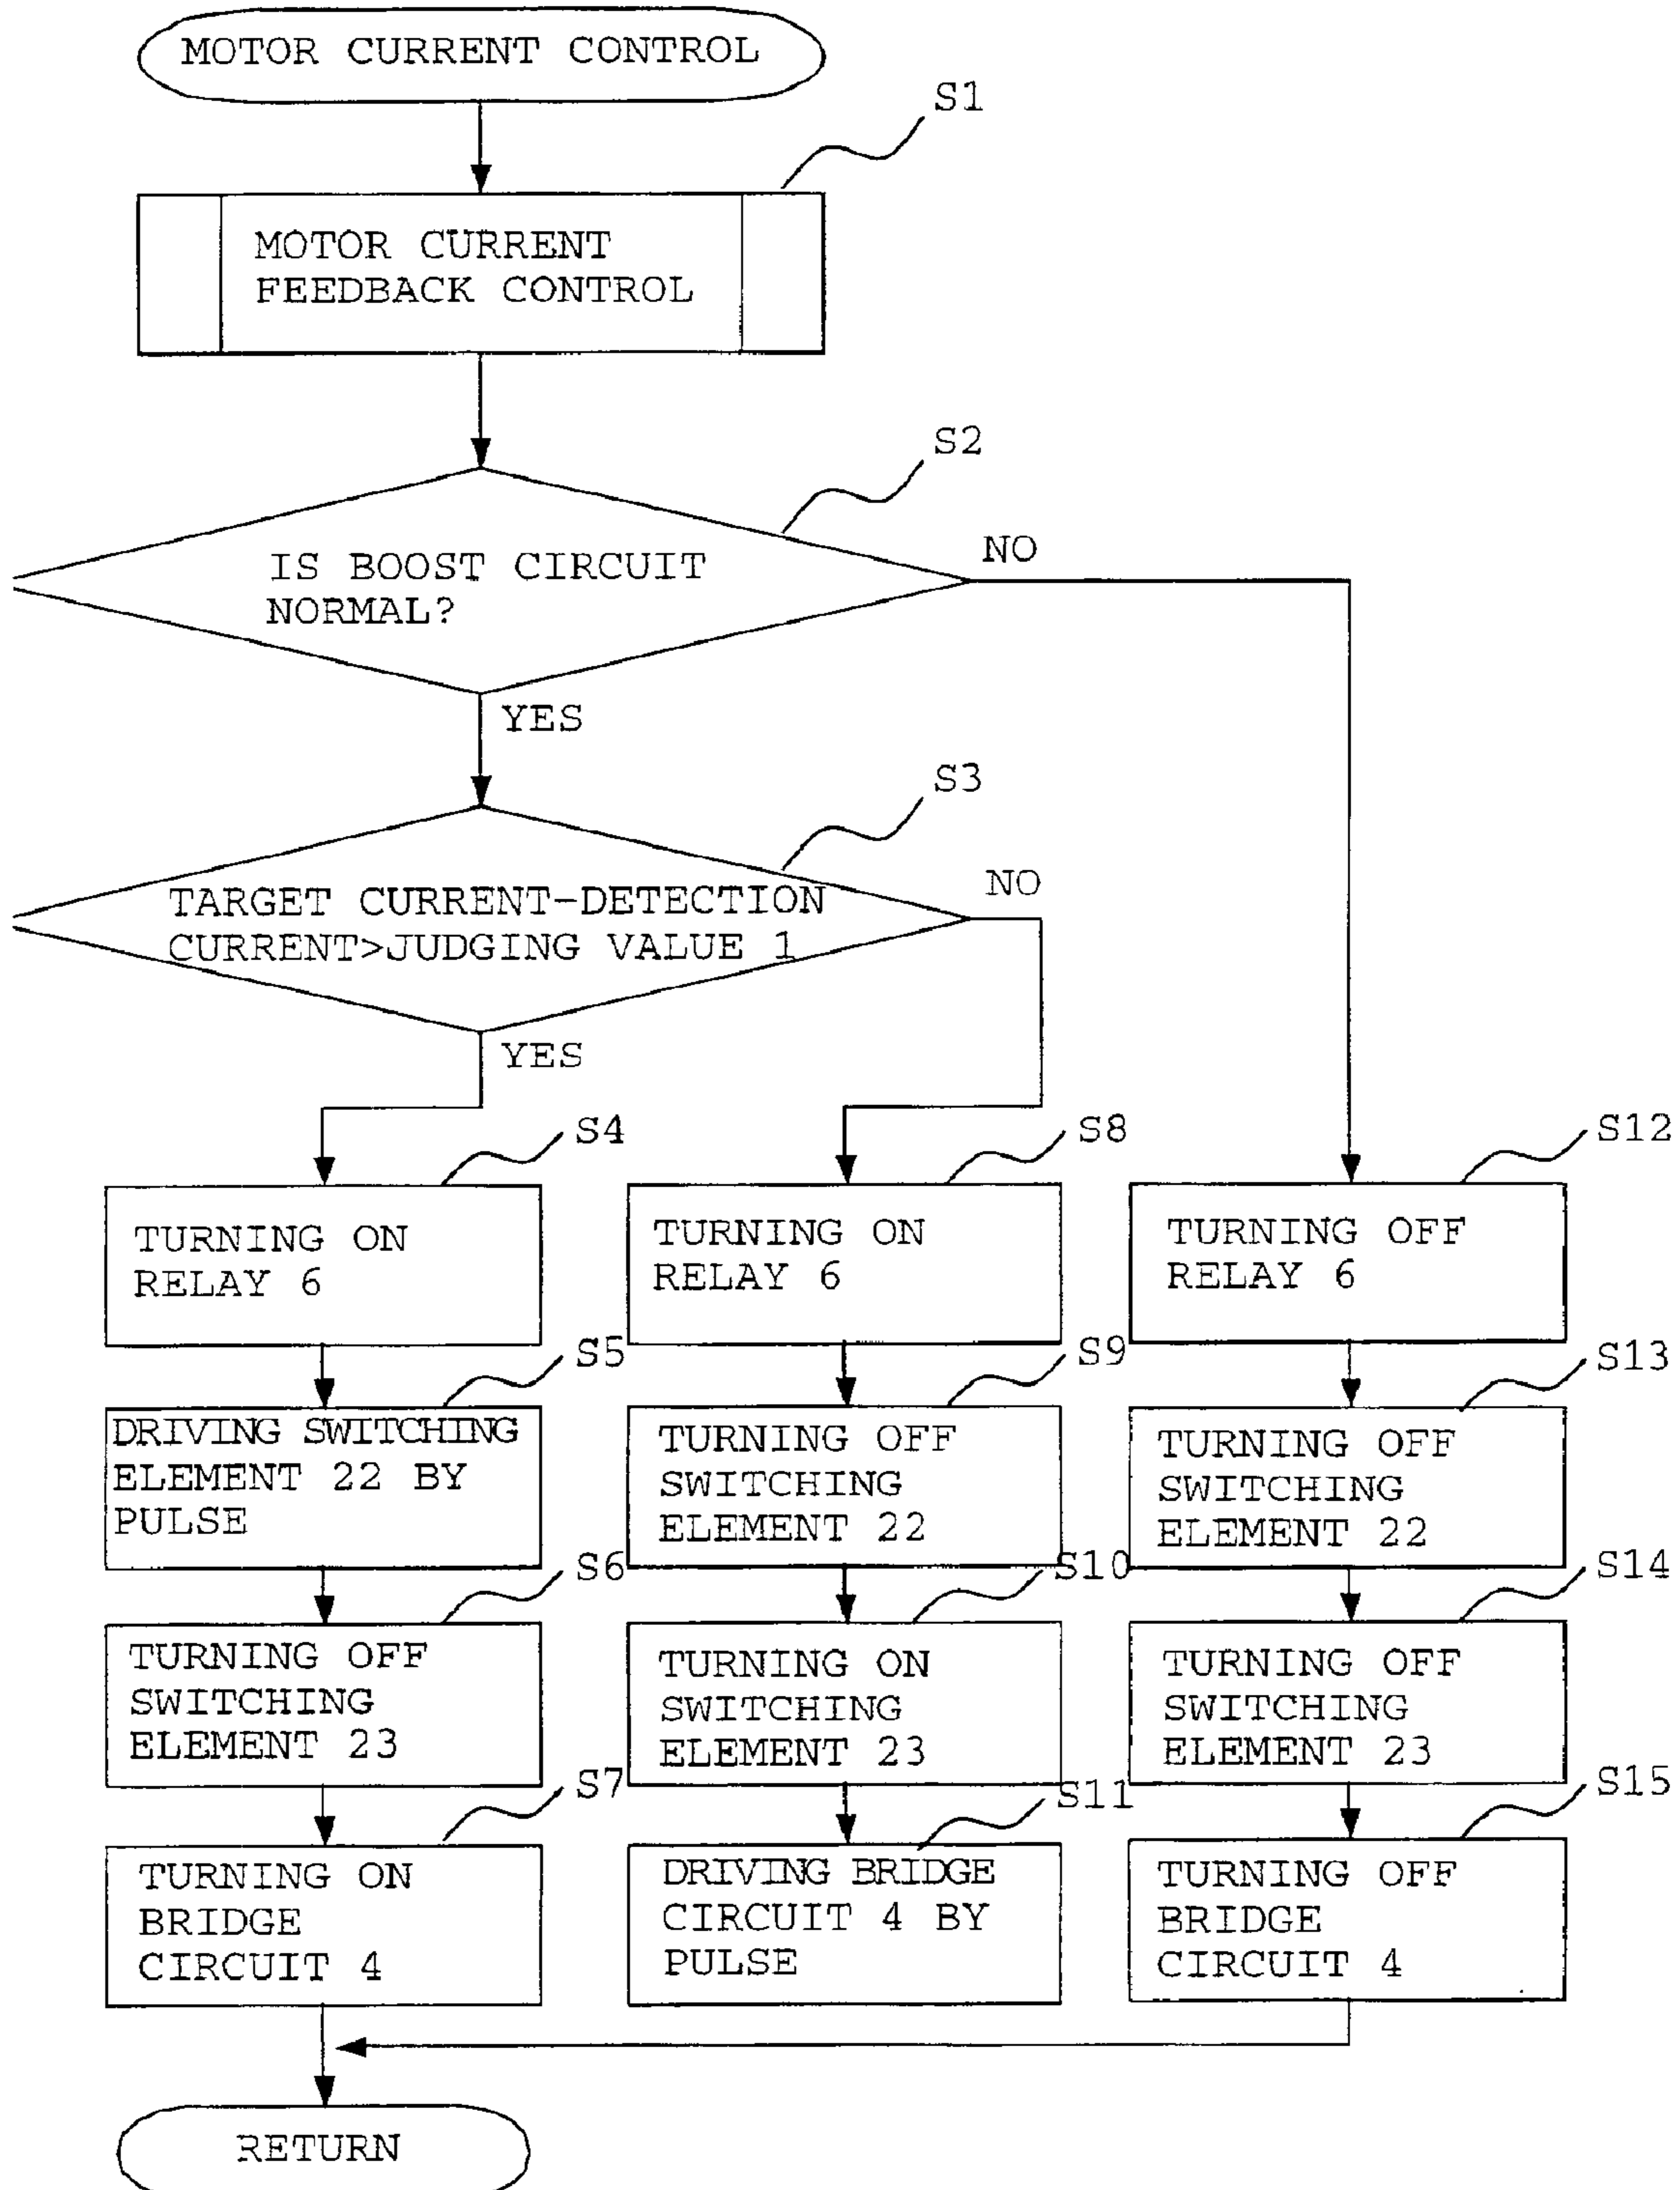 MOTOR CURRENT CONTROL
S1
MOTOR CURRENT
FEEDBACK CONTROL
S2
IS BOOST CIRCUIT
NORMAL?
NO
YES
S3
TARGET CURRENT-DETECTION
CURRENT>JUDGING VALUE 1
NO
YES
S4
TURNING ON
RELAY 6
S5
DRIVING SWITCHING
ELEMENT 22 BY
PULSE
S6
TURNING OFF
SWITCHING
ELEMENT 23
S7
TURNING ON
BRIDGE
CIRCUIT 4
S8
TURNING ON
RELAY 6
S9
TURNING OFF
SWITCHING
ELEMENT 22
S10
TURNING ON
SWITCHING
ELEMENT 23
S11
DRIVING BRIDGE
CIRCUIT 4 BY
PULSE
S12
TURNING OFF
RELAY 6
S13
TURNING OFF
SWITCHING
ELEMENT 22
S14
TURNING OFF
SWITCHING
ELEMENT 23
S15
TURNING OFF
BRIDGE
CIRCUIT 4
RETURN